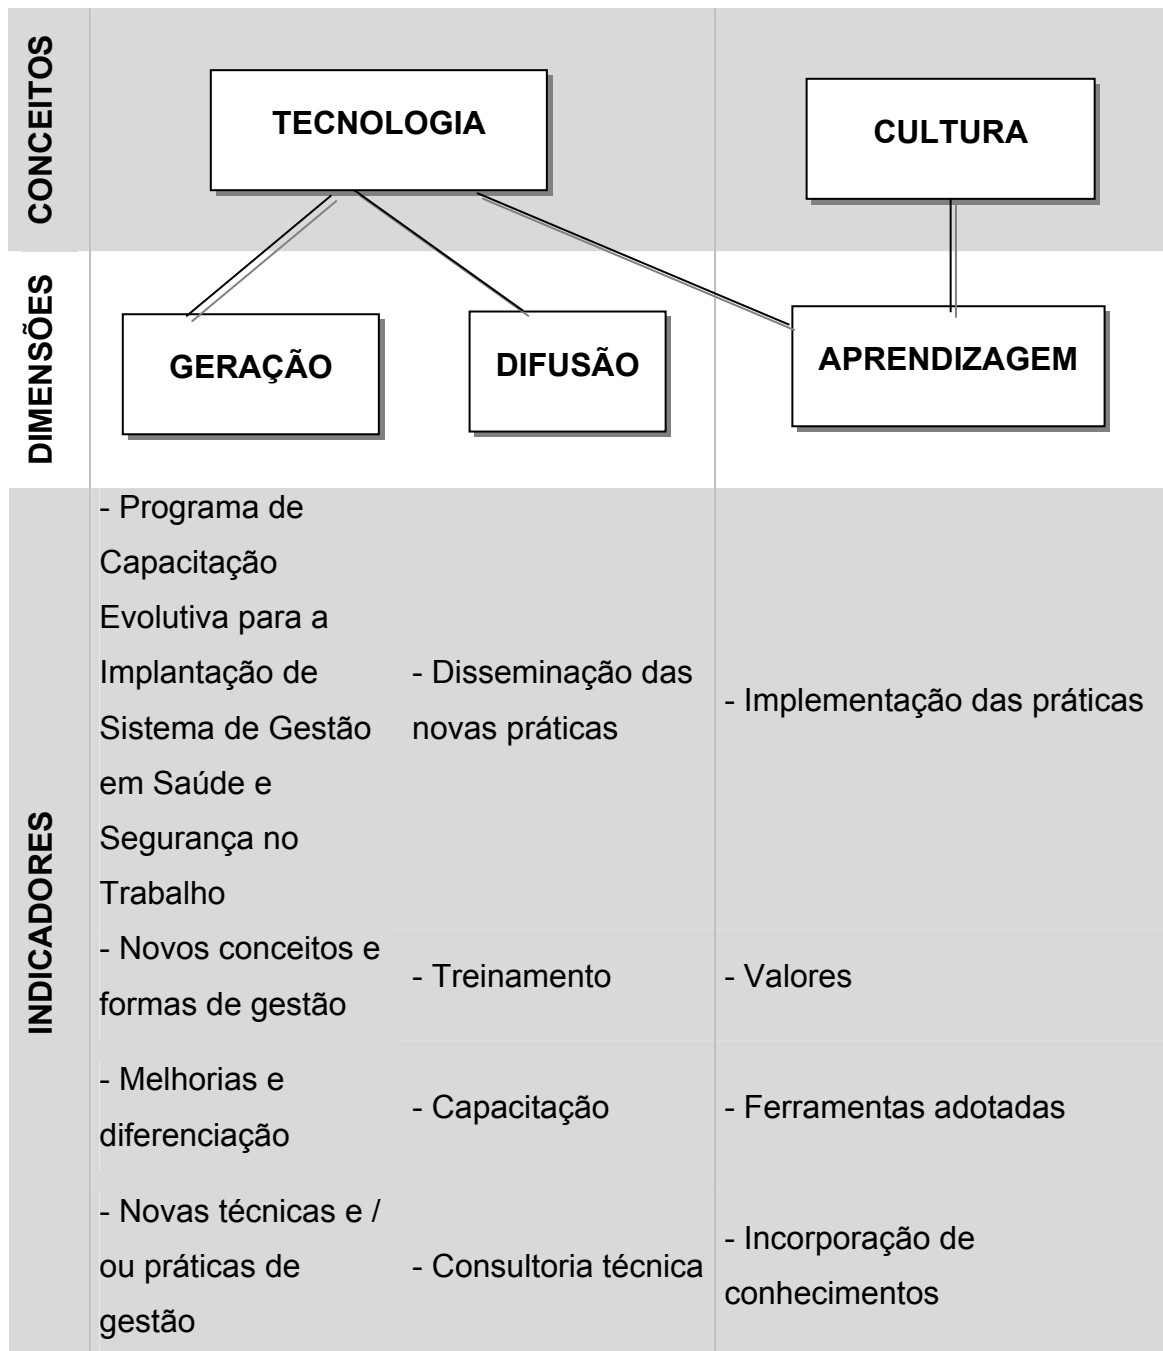 CONCEITOS
TECNOLOGIA
CULTURA
DIMENSÕES
GERAÇÃO
DIFUSÃO
APRENDIZAGEM
INDICADORES
- Programa de
Capacitação
Evolutiva para a
Implantação de
Sistema de Gestão
em Saúde e
Segurança no
Trabalho
- Disseminação das
novas práticas
- Implementação das práticas
- Novos conceitos e
formas de gestão
- Treinamento
- Valores
- Melhorias e
diferenciação
- Capacitação
- Ferramentas adotadas
- Novas técnicas e /
ou práticas de
gestão
- Consultoria técnica
- Incorporação de
conhecimentos